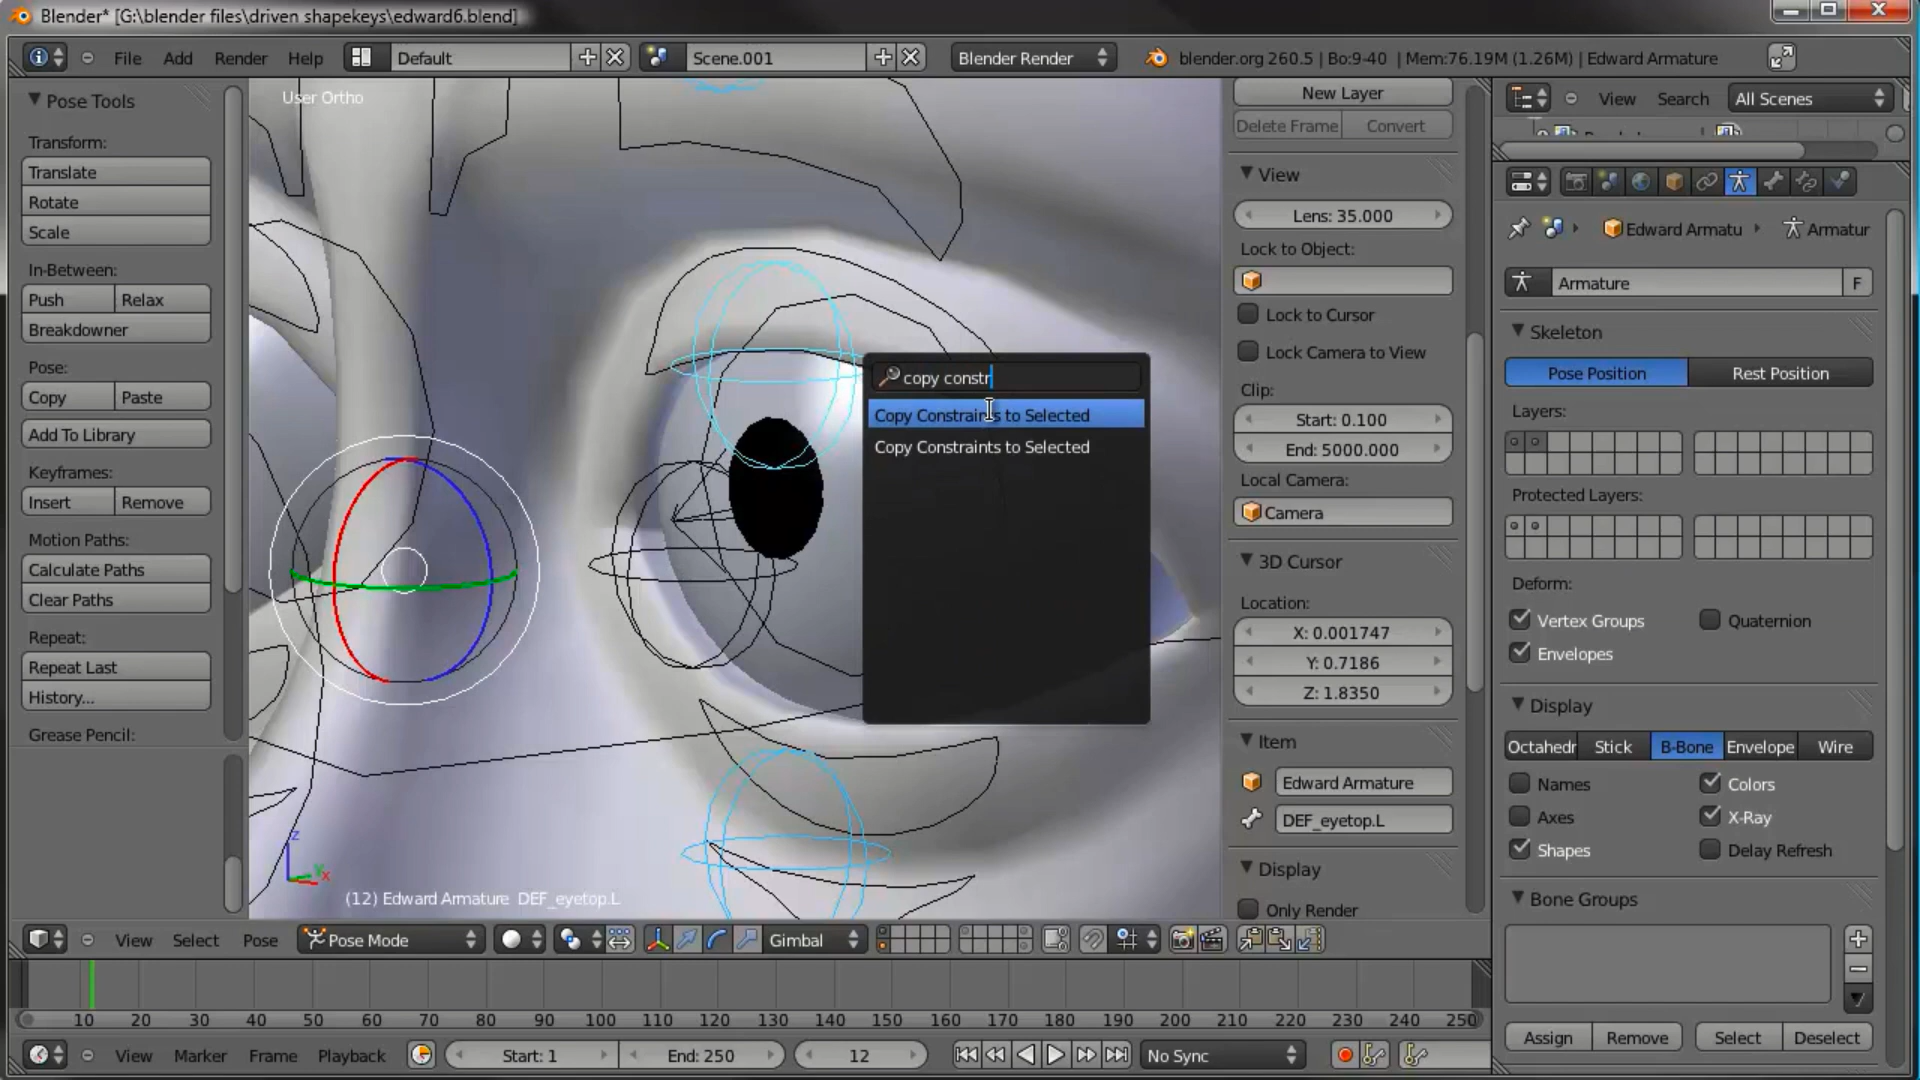 Blender* [G:\blender files\driven shapekeys\edward6.blend]
File Add Render Help Default Scene.001 Blender Render blender.org 260.5 | Bo:9-40 | Mem:76.19M (1.26M) | Edward Armature
Pose Tools
Transform:
Translate
Rotate
Scale
In-Between:
Push Relax
Breakdowner
Pose:
Copy Paste
Add To Library
Keyframes:
Insert Remove
Motion Paths:
Calculate Paths
Clear Paths
Repeat:
Repeat Last
History...
Grease Pencil:
User Ortho
copy constr
Copy Constraints to Selected
Copy Constraints to Selected
z
x
(12) Edward Armature DEF_eyetop.L
New Layer
Delete Frame Convert
View
Lens: 35.000
Lock to Object:
Lock to Cursor
Lock Camera to View
Clip:
Start: 0.100
End: 5000.000
Local Camera:
Camera
3D Cursor
Location:
X: 0.001747
Y: 0.7186
Z: 1.8350
Item
Edward Armature
DEF_eyetop.L
Display
Only Render
View Search All Scenes
Edward Armatu Armatur
Armature F
Skeleton
Pose Position Rest Position
Layers:
Protected Layers:
Deform:
Vertex Groups Quaternion
Envelopes
Display
Octahedr Stick B-Bone Envelope Wire
Names Colors
Axes X-Ray
Shapes Delay Refresh
Bone Groups
Assign Remove Select Deselect
View Select Pose Pose Mode Gimbal
10 20 30 40 50 60 70 80 90 100 110 120 130 140 150 160 170 180 190 200 210 220 230 240 250
View Marker Frame Playback Start: 1 End: 250 12 No Sync